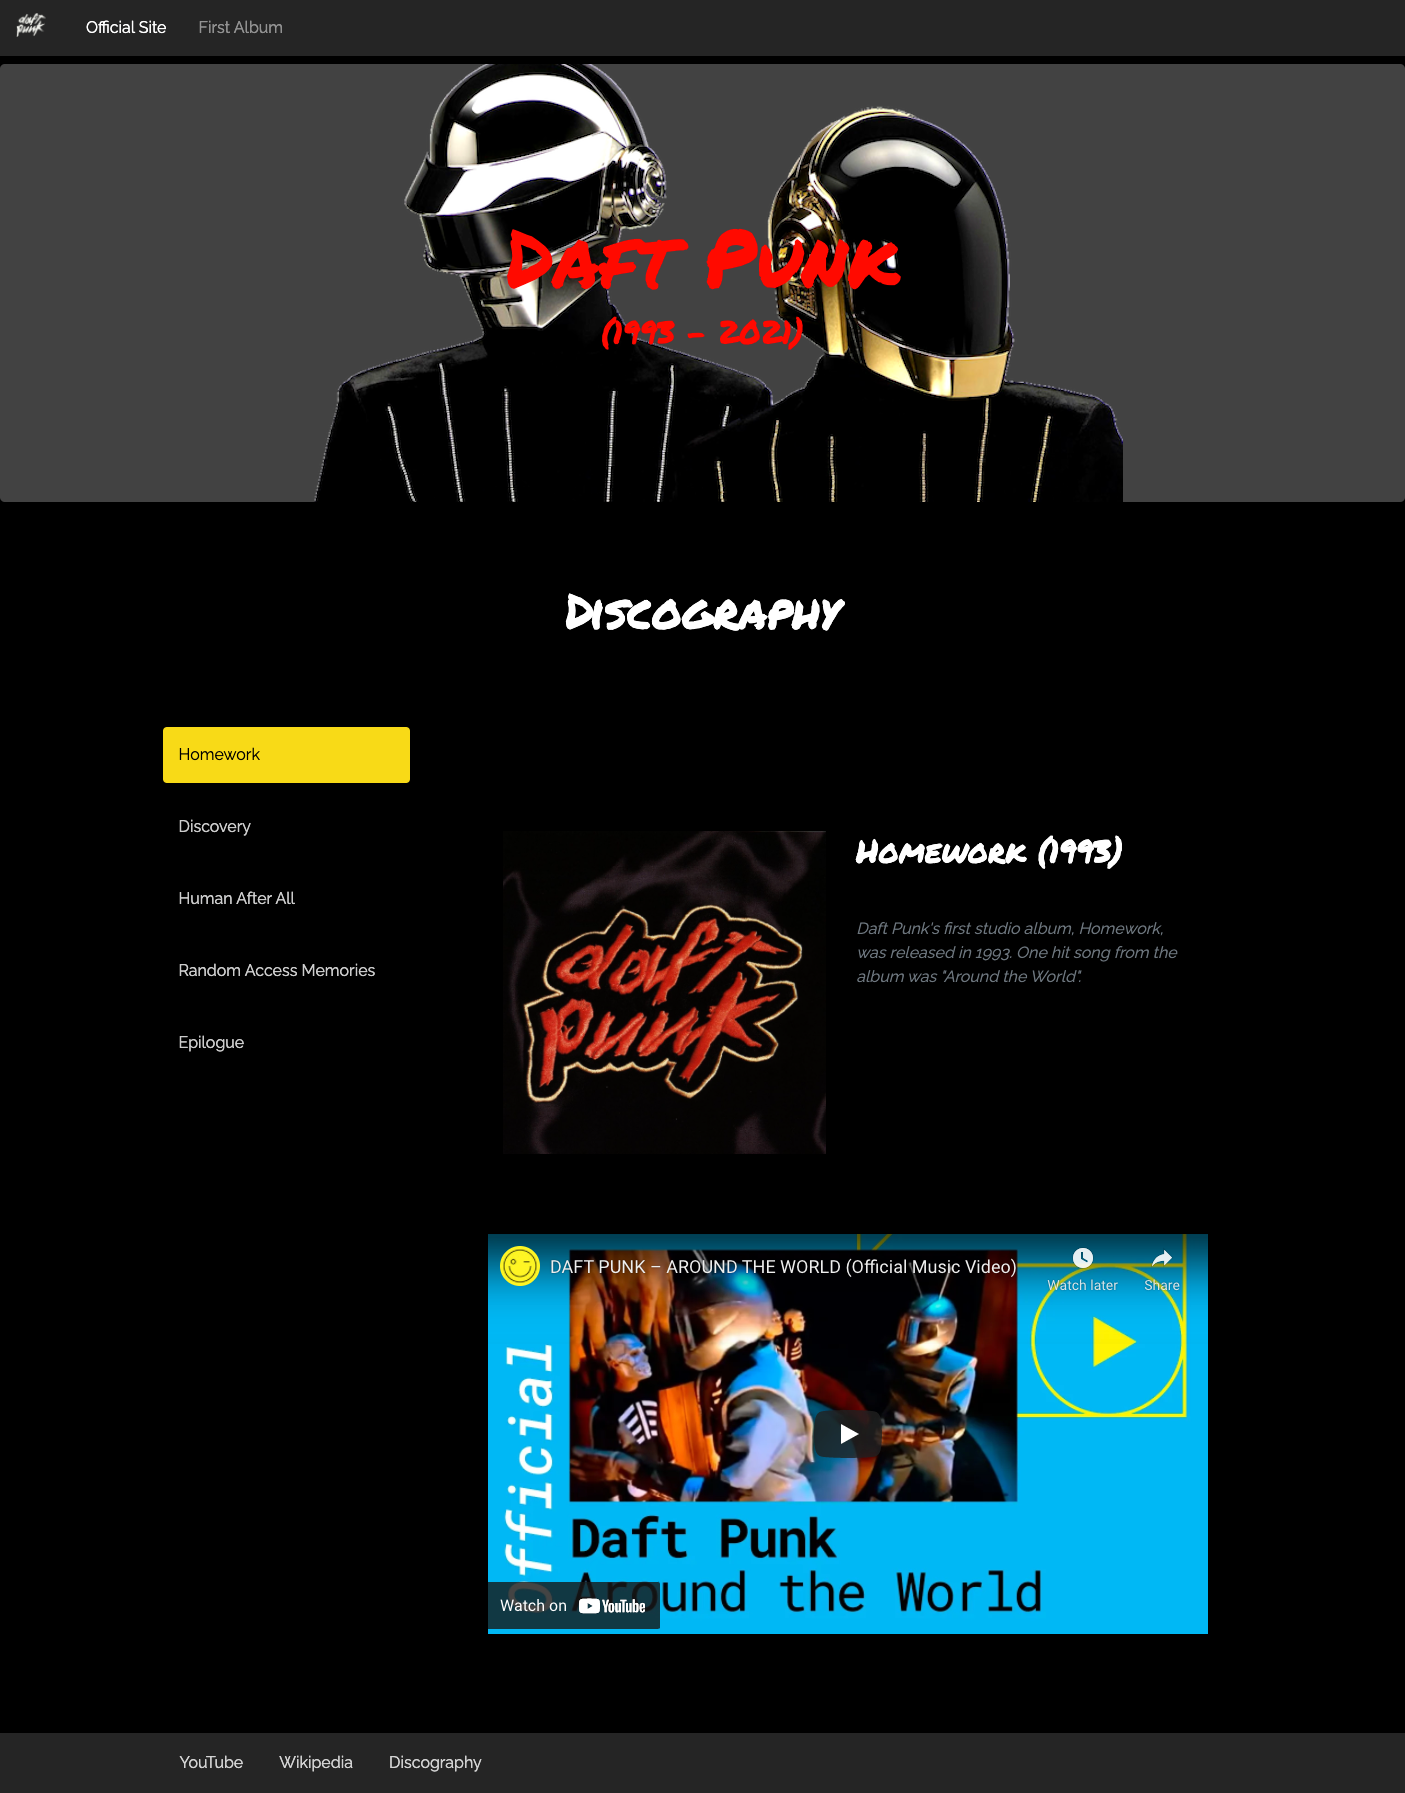 daft punk
Official Site
First Album
Daft Punk
(1993 - 2021)
Discography
Homework
Discovery
Human After All
Random Access Memories
Epilogue
Homework (1993)
Daft Punk's first studio album, Homework,
was released in 1993. One hit song from the
album was "Around the World".
daft
punk
DAFT PUNK – AROUND THE WORLD (Official Music Video)
Watch later
Share
Official
Daft Punk
Around the World
Watch on YouTube
YouTube
Wikipedia
Discography